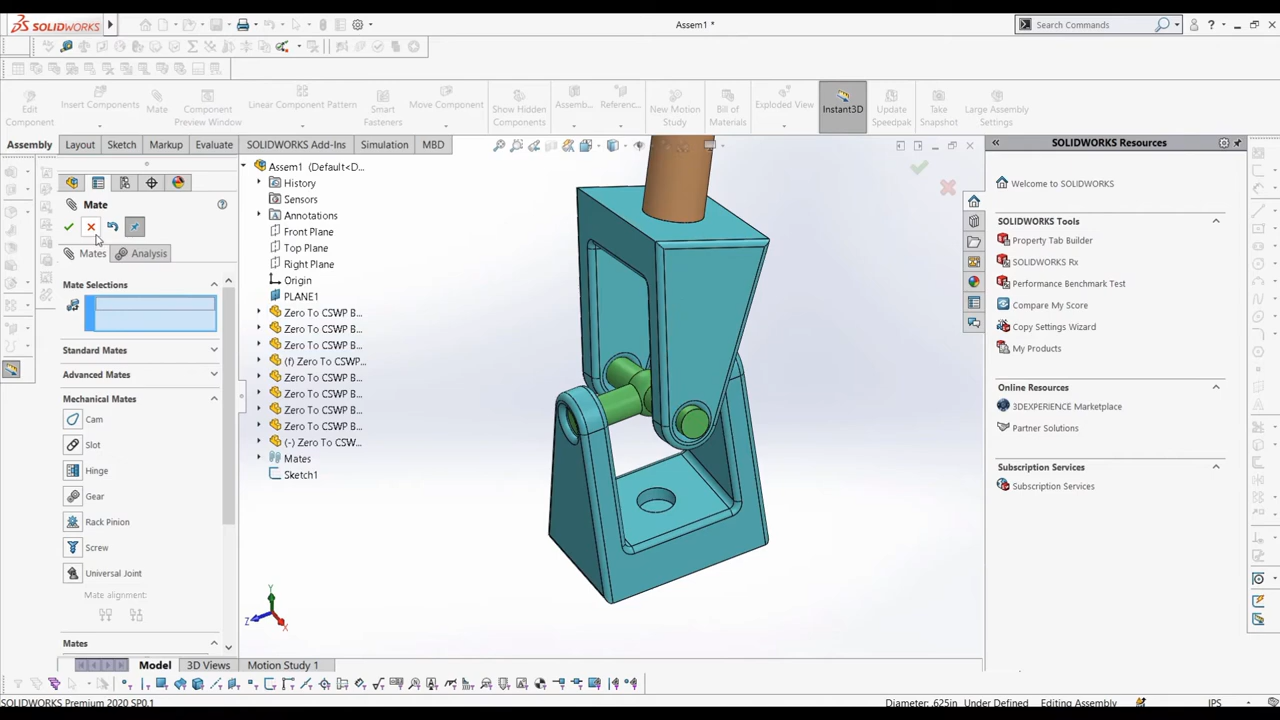 SOLIDWORKS
Assem1 *
Search Commands
Edit Component
Insert Components
Mate
Component Preview Window
Linear Component Pattern
Smart Fasteners
Move Component
Show Hidden Components
Assemb...
Referenc...
New Motion Study
Bill of Materials
Exploded View
Instant3D
Update Speedpak
Take Snapshot
Large Assembly Settings
Assembly
Layout
Sketch
Markup
Evaluate
SOLIDWORKS Add-Ins
Simulation
MBD
Mate
Mates
Analysis
Mate Selections
Standard Mates
Advanced Mates
Mechanical Mates
Cam
Slot
Hinge
Gear
Rack Pinion
Screw
Universal Joint
Mate alignment:
Mates
Assem1 (Default<D...
History
Sensors
Annotations
Front Plane
Top Plane
Right Plane
Origin
PLANE1
Zero To CSWP B...
Zero To CSWP B...
Zero To CSWP B...
(f) Zero To CSWP...
Zero To CSWP B...
Zero To CSWP B...
Zero To CSWP B...
Zero To CSWP B...
(-) Zero To CSW...
Mates
Sketch1
Y
Z
X
SOLIDWORKS Resources
Welcome to SOLIDWORKS
SOLIDWORKS Tools
Property Tab Builder
SOLIDWORKS Rx
Performance Benchmark Test
Compare My Score
Copy Settings Wizard
My Products
Online Resources
3DEXPERIENCE Marketplace
Partner Solutions
Subscription Services
Subscription Services
Model
3D Views
Motion Study 1
SOLIDWORKS Premium 2020 SP0.1
Diameter: .625in
Under Defined
Editing Assembly
IPS